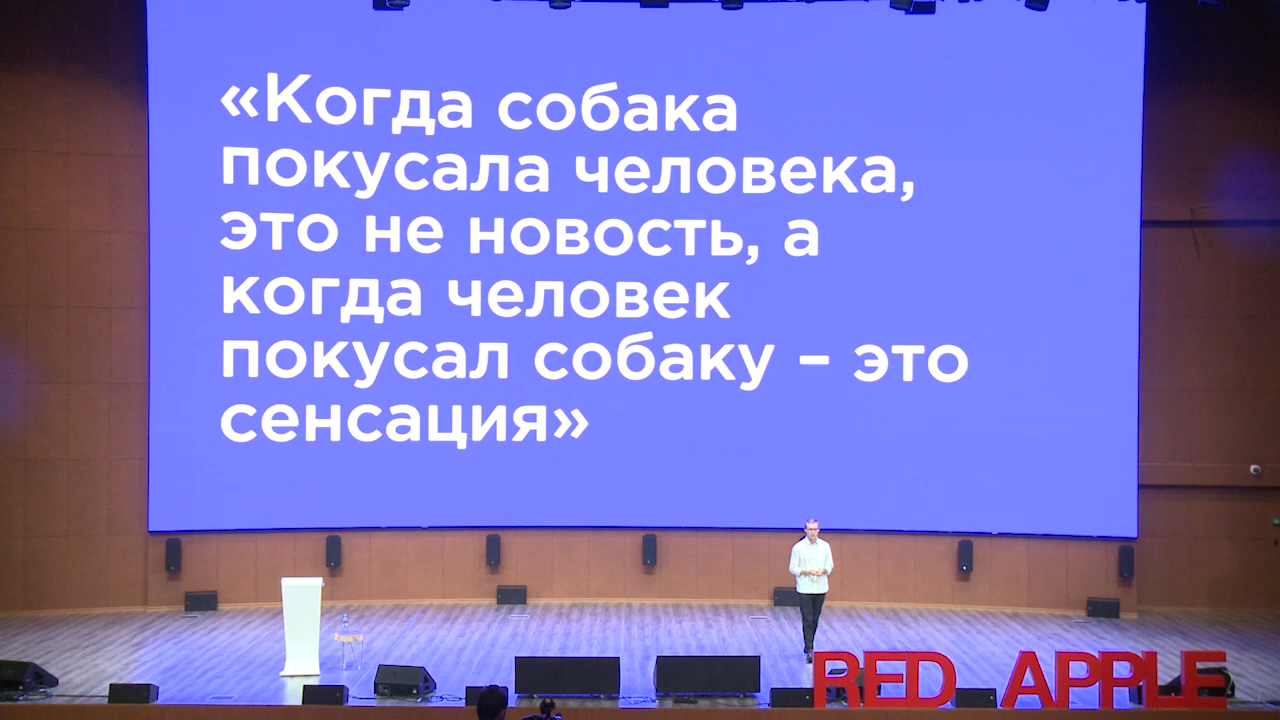 «Когда собака
покусала человека,
это не новость, а
когда человек
покусал собаку – это
сенсация»
RED APPLE